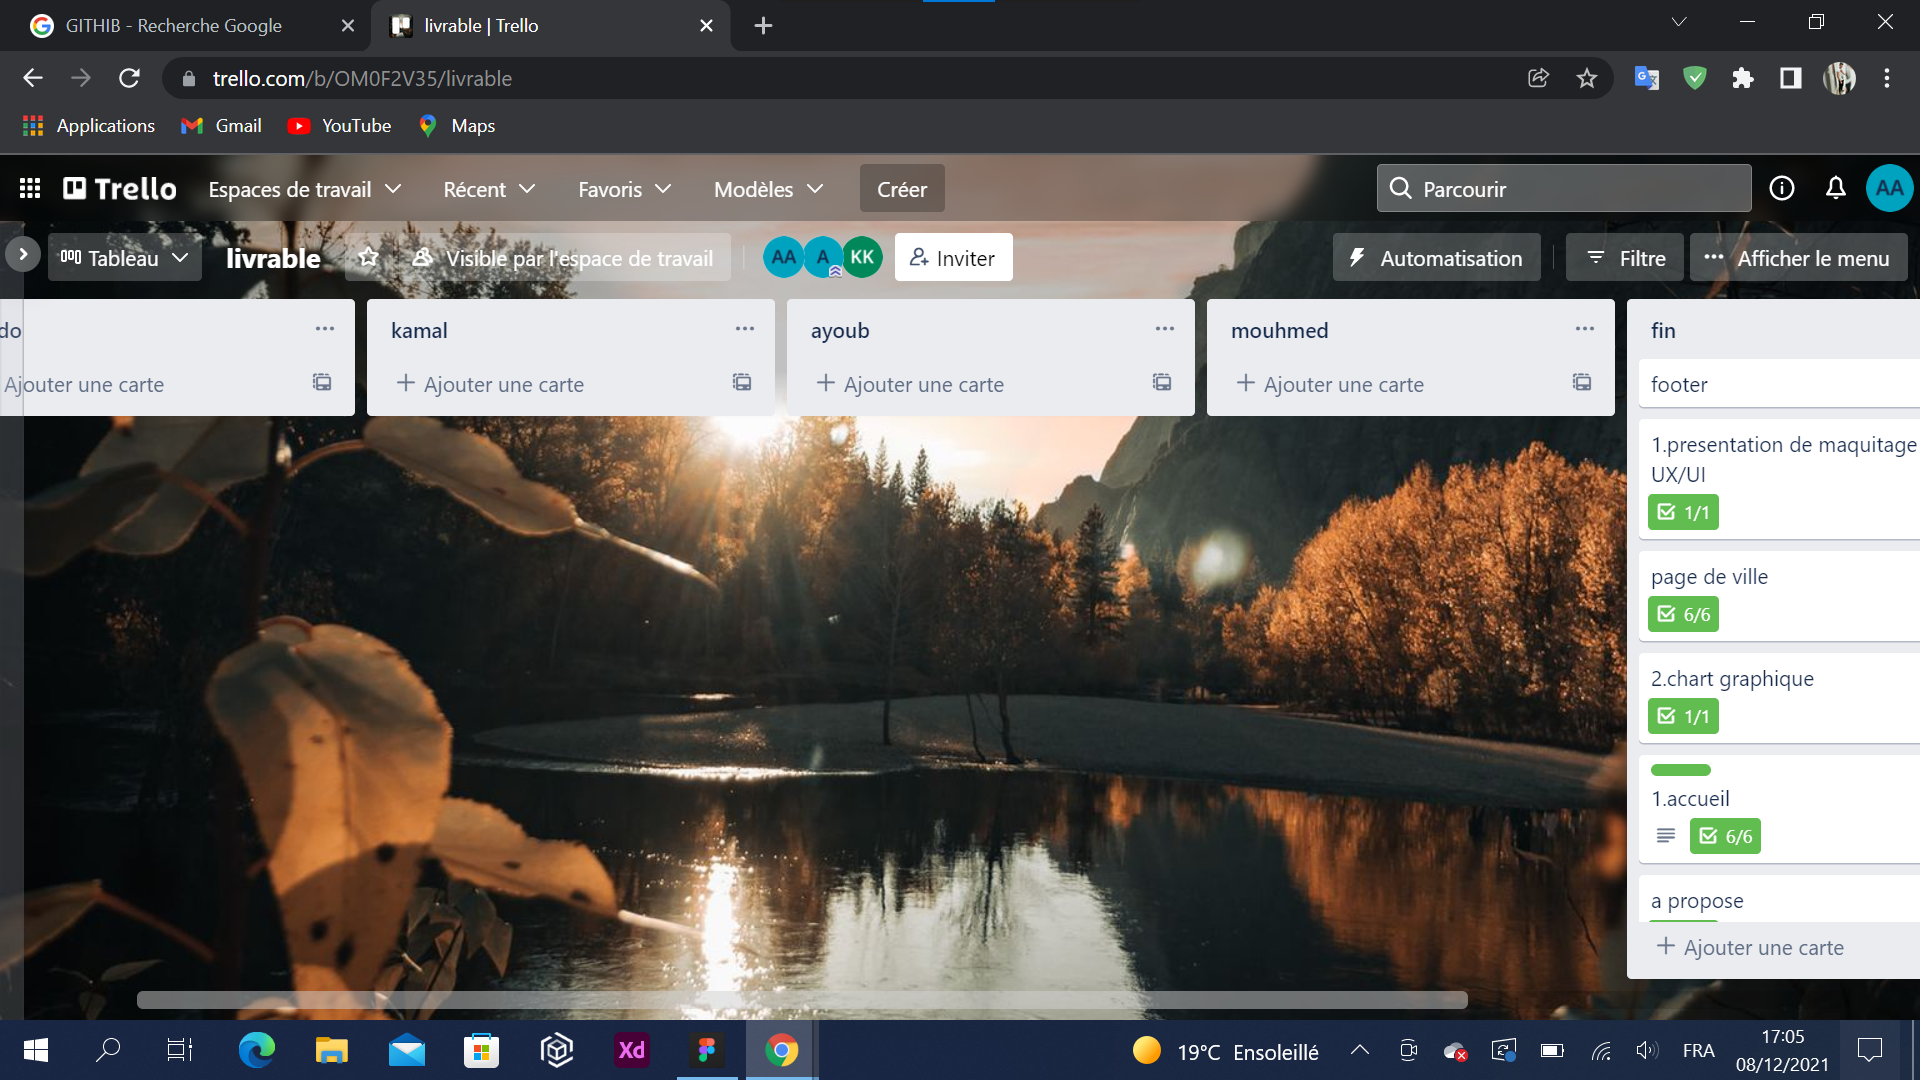 GITHIB - Recherche Google
livrable | Trello
trello.com/b/OM0F2V35/livrable
Applications
Gmail
YouTube
Maps
Trello
Espaces de travail
Récent
Favoris
Modèles
Créer
Parcourir
AA
Tableau
livrable
Visible par l'espace de travail
AA
A
KK
Inviter
Automatisation
Filtre
Afficher le menu
do
Ajouter une carte
kamal
Ajouter une carte
ayoub
Ajouter une carte
mouhmed
Ajouter une carte
fin
footer
1.presentation de maquitage
UX/UI
1/1
page de ville
6/6
2.chart graphique
1/1
1.accueil
6/6
a propose
Ajouter une carte
Xd
19°C Ensoleillé
FRA
17:05
08/12/2021